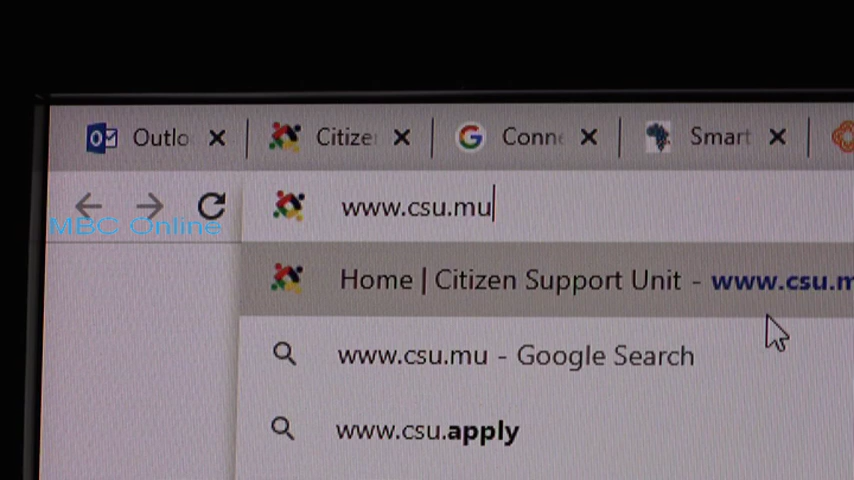 Outlo
Citize
Conne
Smart
www.csu.mu
MBC Online
Home | Citizen Support Unit - www.csu.m
www.csu.mu - Google Search
www.csu.apply